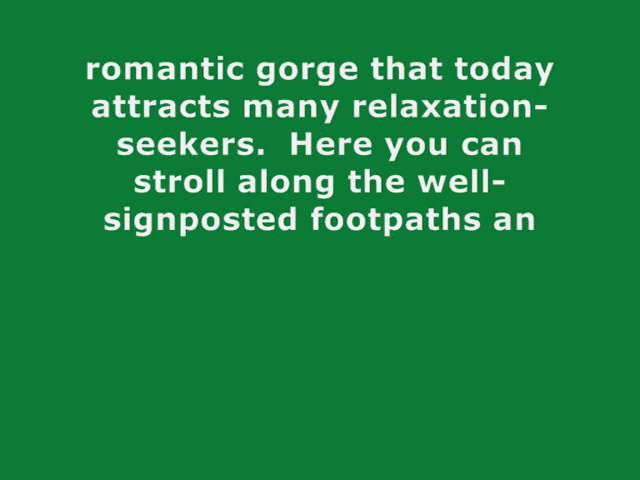 romantic gorge that today
attracts many relaxation-
seekers.  Here you can
stroll along the well-
signposted footpaths an